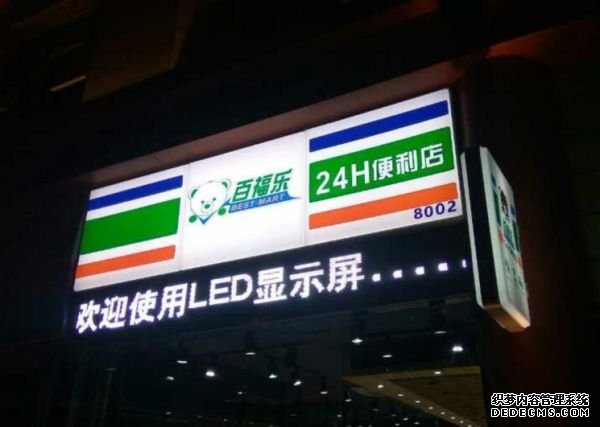 百福乐
BEST-MART
24H便利店
8002
欢迎使用LED显示屏......
织梦内容管理系统
DEDECMS.COM